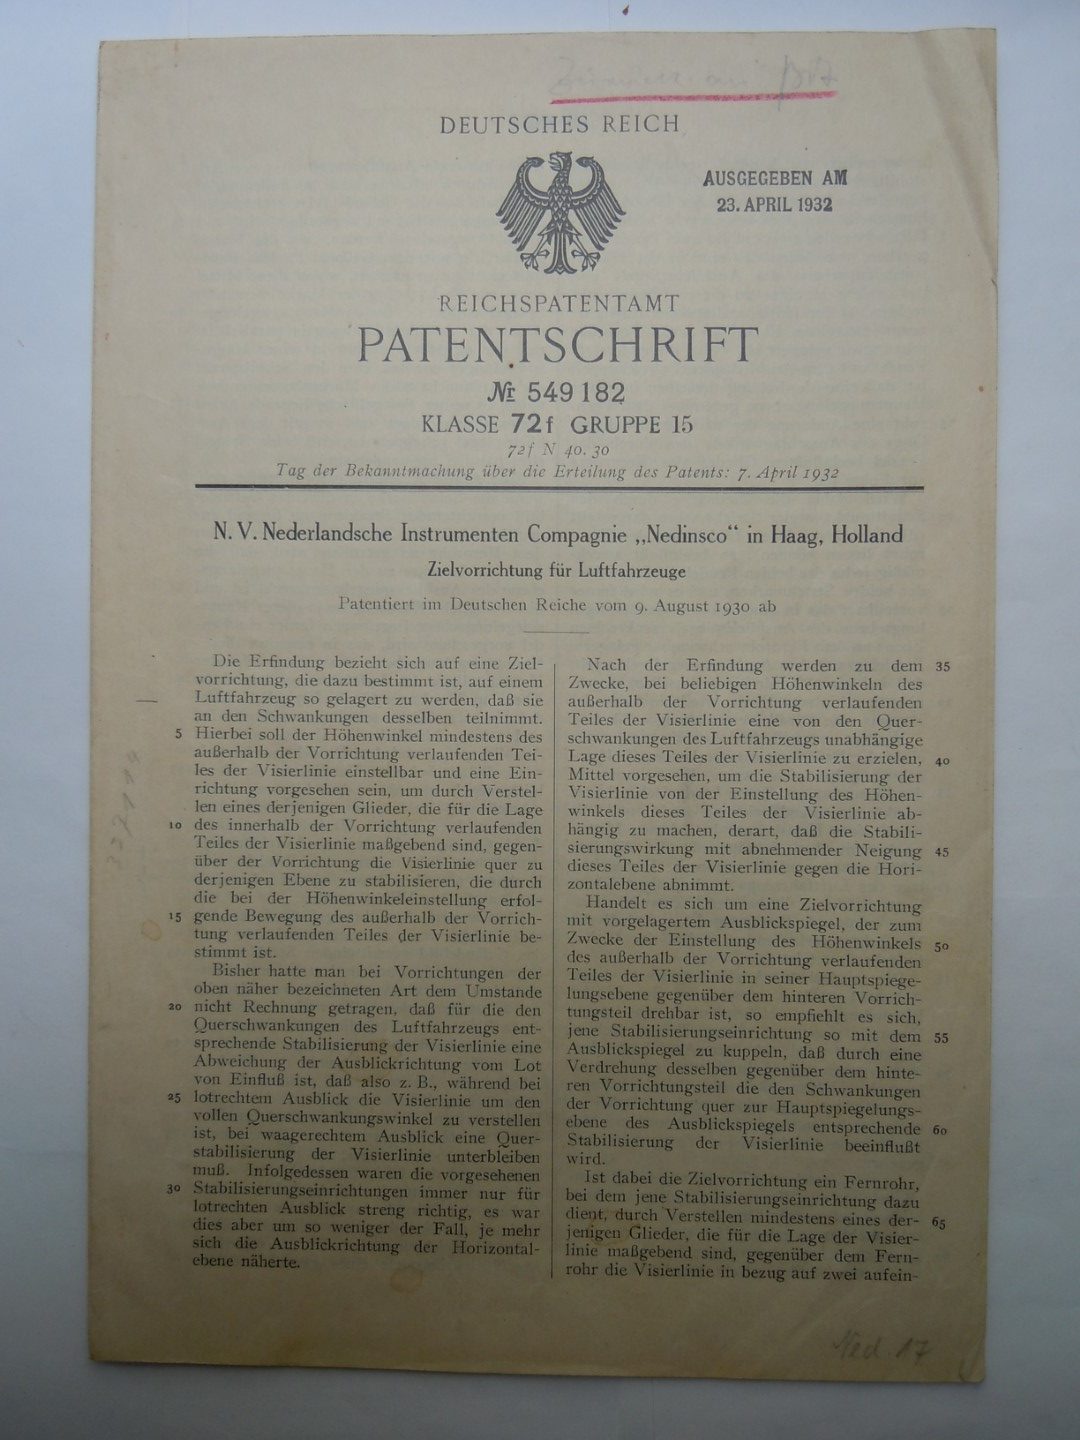 DEUTSCHES REICH
AUSGEGEBEN AM
23. APRIL 1932
REICHSPATENTAMT
PATENTSCHRIFT
№ 549182
KLASSE 72f GRUPPE 15
72f N 40. 30
Tag der Bekanntmachung über die Erteilung des Patents: 7. April 1932
N. V. Nederlandsche Instrumenten Compagnie „Nedinsco“ in Haag, Holland
Zielvorrichtung für Luftfahrzeuge
Patentiert im Deutschen Reiche vom 9. August 1930 ab
Die Erfindung bezieht sich auf eine Ziel-
vorrichtung, die dazu bestimmt ist, auf einem
Luftfahrzeug so gelagert zu werden, daß sie
an den Schwankungen desselben teilnimmt.
5 Hierbei soll der Höhenwinkel mindestens des
außerhalb der Vorrichtung verlaufenden Tei-
les der Visierlinie einstellbar und eine Ein-
richtung vorgesehen sein, um durch Verstel-
len eines derjenigen Glieder, die für die Lage
10 des innerhalb der Vorrichtung verlaufenden
Teiles der Visierlinie maßgebend sind, gegen-
über der Vorrichtung die Visierlinie quer zu
derjenigen Ebene zu stabilisieren, die durch
die bei der Höhenwinkeleinstellung erfol-
15 gende Bewegung des außerhalb der Vorrich-
tung verlaufenden Teiles der Visierlinie be-
stimmt ist.
Bisher hatte man bei Vorrichtungen der
oben näher bezeichneten Art dem Umstande
20 nicht Rechnung getragen, daß für die den
Querschwankungen des Luftfahrzeugs ent-
sprechende Stabilisierung der Visierlinie eine
Abweichung der Ausblickrichtung vom Lot
von Einfluß ist, daß also z. B., während bei
25 lotrechtem Ausblick die Visierlinie um den
vollen Querschwankungswinkel zu verstellen
ist, bei waagerechtem Ausblick eine Quer-
stabilisierung der Visierlinie unterbleiben
muß. Infolgedessen waren die vorgesehenen
30 Stabilisierungseinrichtungen immer nur für
lotrechten Ausblick streng richtig, es war
dies aber um so weniger der Fall, je mehr
sich die Ausblickrichtung der Horizontal-
ebene näherte.
Nach der Erfindung werden zu dem 35
Zwecke, bei beliebigen Höhenwinkeln des
außerhalb der Vorrichtung verlaufenden
Teiles der Visierlinie eine von den Quer-
schwankungen des Luftfahrzeugs unabhängige
Lage dieses Teiles der Visierlinie zu erzielen, 40
Mittel vorgesehen, um die Stabilisierung der
Visierlinie von der Einstellung des Höhen-
winkels dieses Teiles der Visierlinie ab-
hängig zu machen, derart, daß die Stabili-
sierungswirkung mit abnehmender Neigung 45
dieses Teiles der Visierlinie gegen die Hori-
zontalebene abnimmt.
Handelt es sich um eine Zielvorrichtung
mit vorgelagertem Ausblickspiegel, der zum
Zwecke der Einstellung des Höhenwinkels 50
des außerhalb der Vorrichtung verlaufenden
Teiles der Visierlinie in seiner Hauptspiege-
lungsebene gegenüber dem hinteren Vorrich-
tungsteil drehbar ist, so empfiehlt es sich,
jene Stabilisierungseinrichtung so mit dem 55
Ausblickspiegel zu kuppeln, daß durch eine
Verdrehung desselben gegenüber dem hinte-
ren Vorrichtungsteil die den Schwankungen
der Vorrichtung quer zur Hauptspiegelungs-
ebene des Ausblickspiegels entsprechende 60
Stabilisierung der Visierlinie beeinflußt
wird.
Ist dabei die Zielvorrichtung ein Fernrohr,
bei dem jene Stabilisierungseinrichtung dazu
dient, durch Verstellen mindestens eines der- 65
jenigen Glieder, die für die Lage der Visier-
linie maßgebend sind, gegenüber dem Fern-
rohr die Visierlinie in bezug auf zwei aufein-
Ned. 17